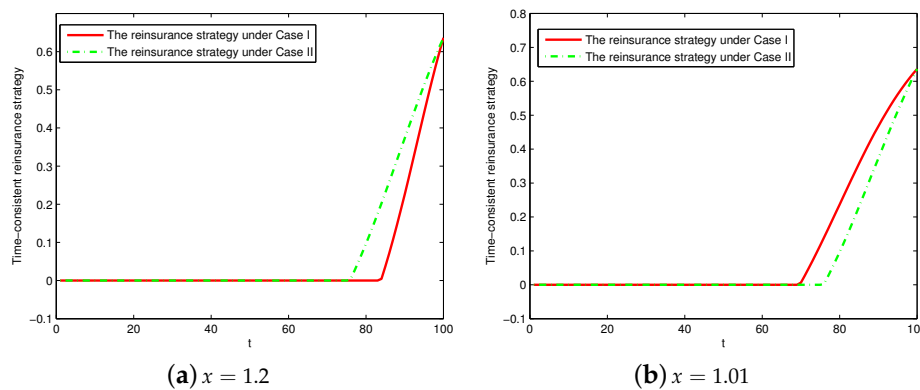 The reinsurance strategy under Case I
The reinsurance strategy under Case II
Time−consistent reinsurance strategy
0.6
0.5
0.4
0.3
0.2
0.1
0
−0.1
0 20 40 60 80 100
t
(a) x = 1.2
The reinsurance strategy under Case I
The reinsurance strategy under Case II
Time−consistent reinsurance strategy
0.8
0.7
0.6
0.5
0.4
0.3
0.2
0.1
0
−0.1
0 20 40 60 80 10
t
(b) x = 1.01